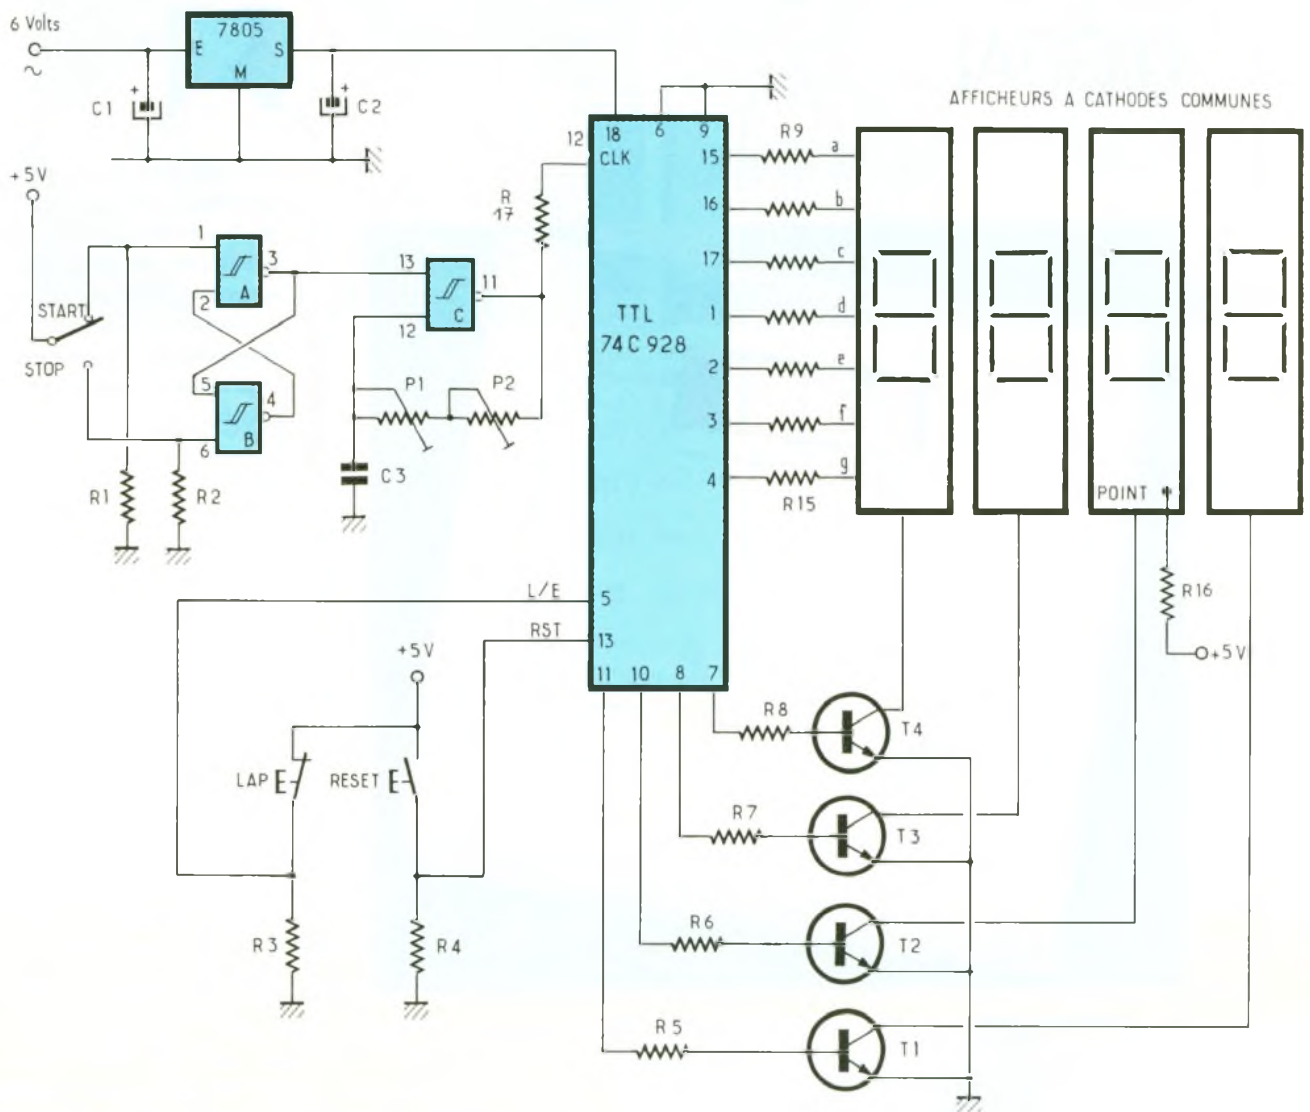 6 Volts
~
7805
E
S
M
+
C1
+
C2
+5V
START
STOP
1
2
3
A
5
4
B
6
R1
R2
13
11
12
C
P1
P2
C3
R
17
12
18
6
9
CLK
TTL
74C928
15
16
17
1
2
3
4
R9
a
b
c
d
e
f
g
R15
AFFICHEURS A CATHODES COMMUNES
POINT
R16
+5V
L/E
5
RST
13
11
10
8
7
+5V
LAP
RESET
R3
R4
R8
T4
R7
T3
R6
T2
R5
T1